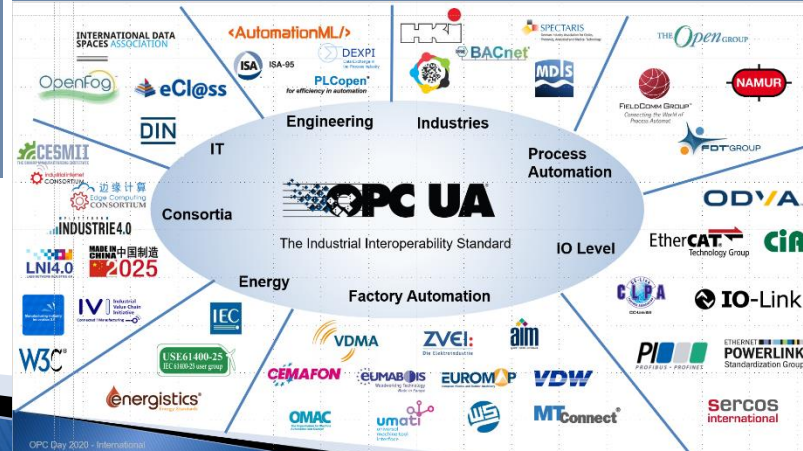 INTERNATIONAL DATA
SPACES ASSOCIATION
OpenFog
eCl@ss
DIN
IT
<AutomationML/>
ISA
ISA-95
DEXPI
PLCopen
for efficiency in automation
Engineering
SPECTARIS
BACnet
MDIS
Industries
THE Open GROUP
NAMUR
FIELDCOMM GROUP
Connecting the World of
Process Automation
FDT GROUP
Process
Automation
CESMII
Industrial Internet
CONSORTIUM
边缘计算
Edge Computing
CONSORTIUM
INDUSTRIE4.0
LNI4.0
MADE IN
CHINA
中国制造
2025
IVI
Industrial
Value Chain
Initiative
W3C
Consortia
OPC UA
The Industrial Interoperability Standard
ODVA
EtherCAT
Technology Group
CiA
CLPA
IO-Link
PI
PROFIBUS • PROFINET
ETHERNET
POWERLINK
Standardization Group
sercos
international
IO Level
Energy
IEC
USE61400-25
IEC 61400-25 user group
energistics
Factory Automation
VDMA
ZVEI:
Die Elektroindustrie
aim
CEMAFON
EUMABOIS
EUROMAP
VDW
OMAC
umati
WS
MTConnect
OPC Day 2020 - International